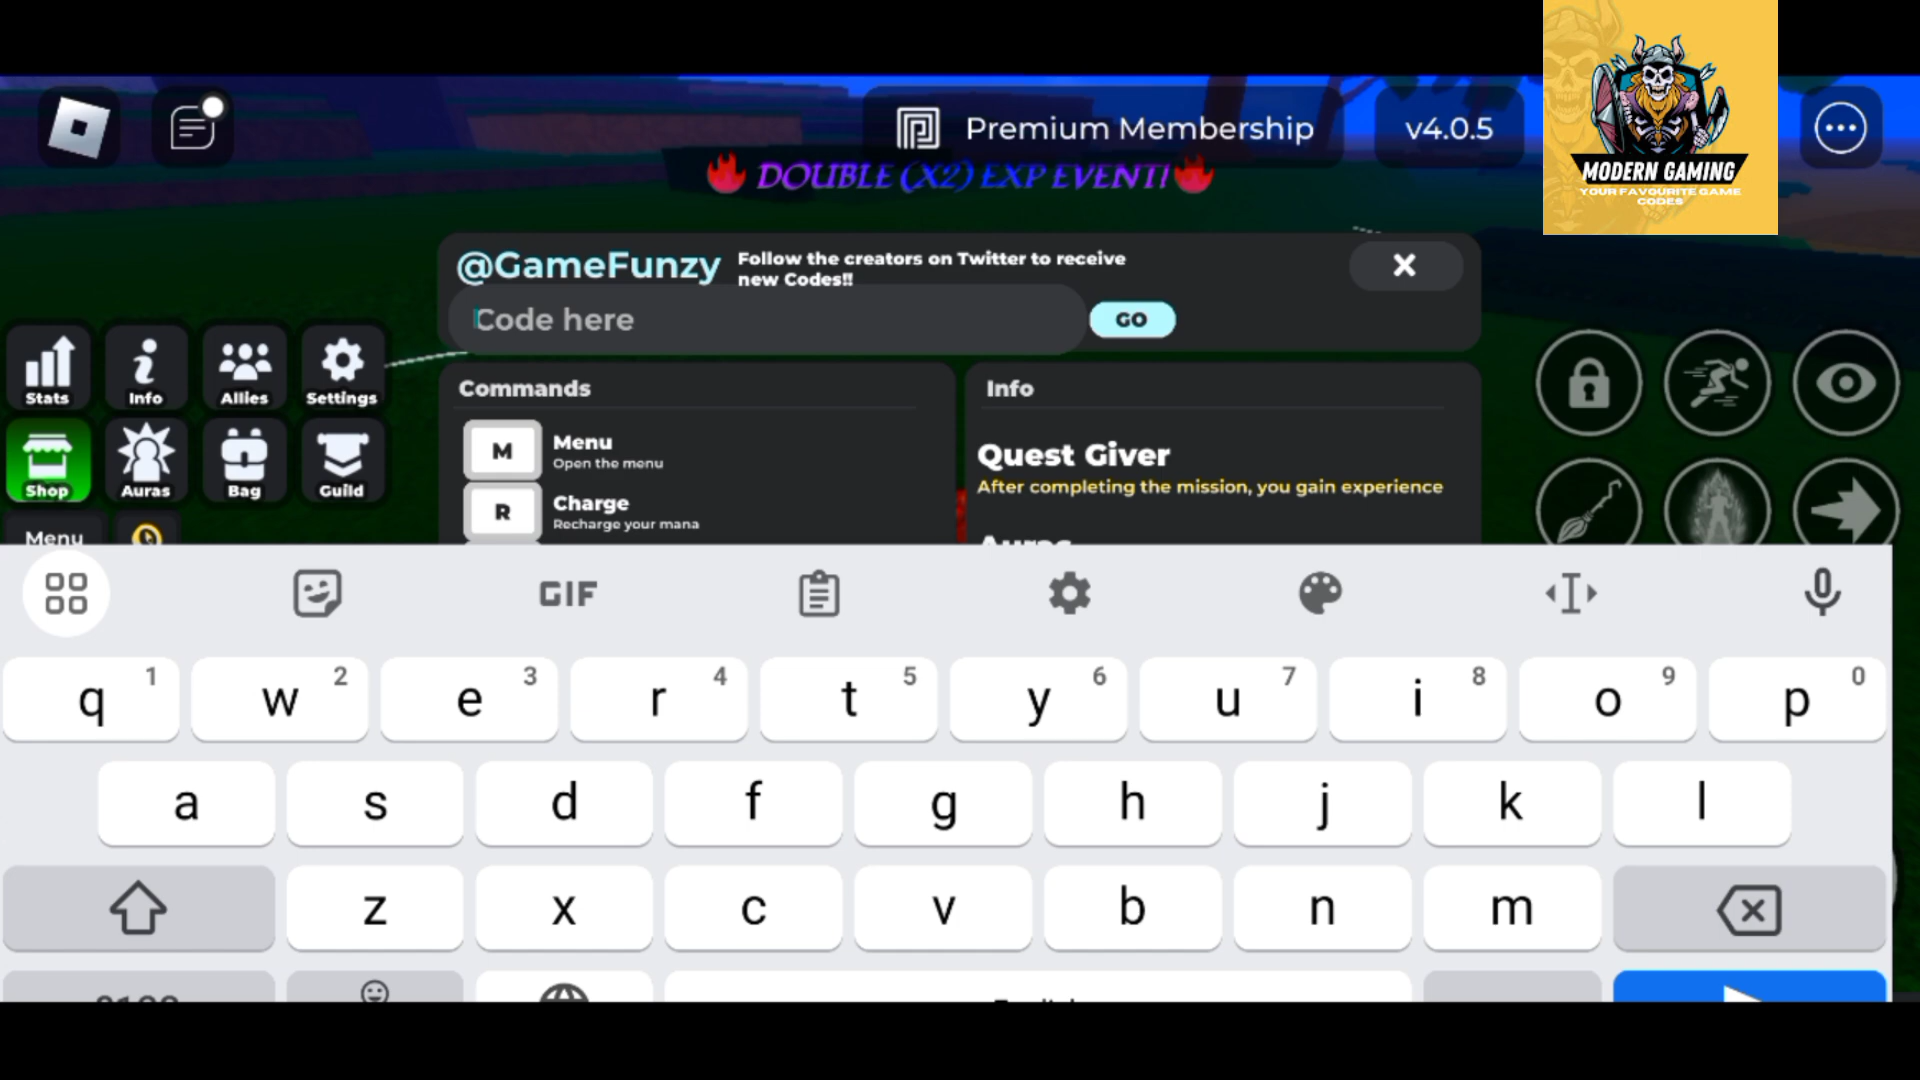 Premium Membership
v4.0.5
DOUBLE (X2) EXP EVENT!
MODERN GAMING
YOUR FAVOURITE GAME
CODES
@GameFunzy
Follow the creators on Twitter to receive
new Codes!!
Code here
GO
Stats
Info
Allies
Settings
Shop
Auras
Bag
Guild
Menu
Commands
M
Menu
Open the menu
R
Charge
Recharge your mana
Info
Quest Giver
After completing the mission, you gain experience
Auras
GIF
q 1 w 2 e 3 r 4 t 5 y 6 u 7 i 8 o 9 p 0
a s d f g h j k l
z x c v b n m